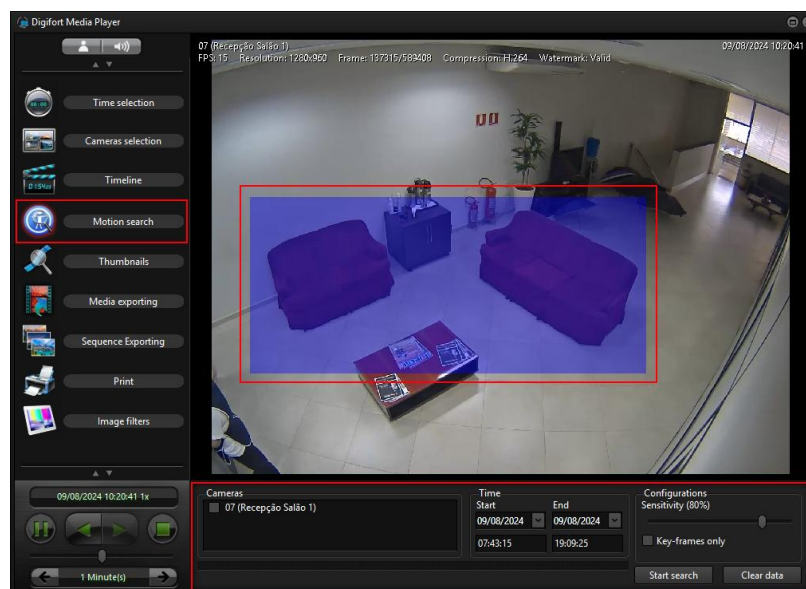 Digifort Media Player
07 (Recepção Salão 1)
FPS: 15 Resolution: 1280x960 Frame: 137315/589408 Compression: H.264 Watermark: Valid
09/08/2024 10:20:41
00:00
Time selection
Cameras selection
Timeline
Motion search
Thumbnails
Media exporting
Sequence Exporting
Print
Image filters
09/08/2024 10:20:41 1x
1 Minute(s)
Cameras
07 (Recepção Salão 1)
Time
Start End
09/08/2024 09/08/2024
07:43:15 19:09:25
Configurations
Sensitivity (80%)
Key-frames only
Start search Clear data